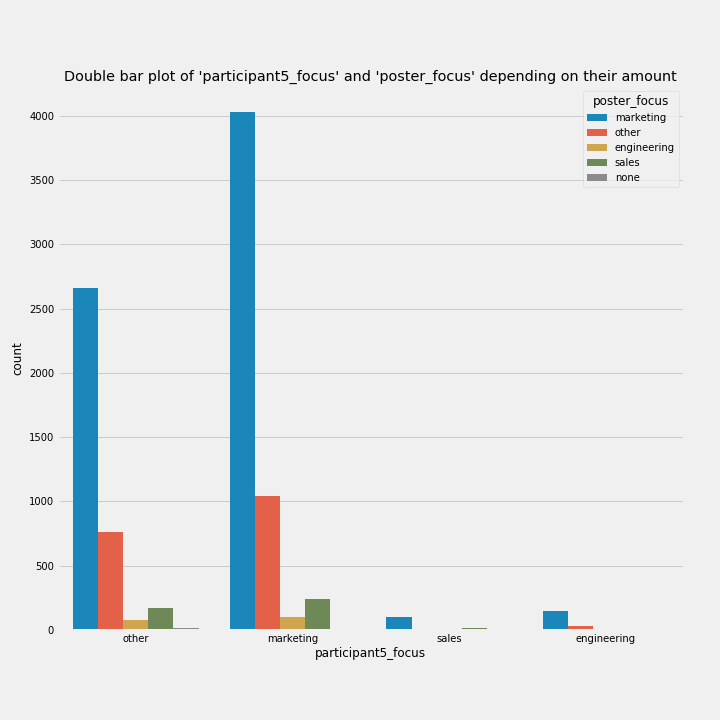 Double bar plot of 'participant5_focus' and 'poster_focus' depending on their amount
poster_focus
marketing
other
engineering
sales
none
4000
3500
3000
2500
2000
1500
1000
500
0
count
other marketing sales engineering
participant5_focus